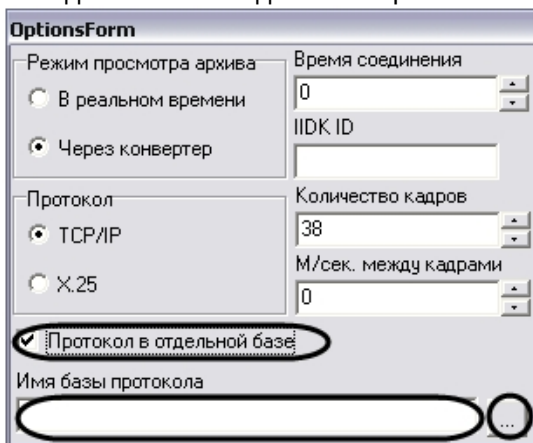 OptionsForm
Режим просмотра архива
В реальном времени
Через конвертер
Время соединения
0
IIDK ID
Протокол
TCP/IP
X.25
Количество кадров
38
М/сек. между кадрами
0
Протокол в отдельной базе
Имя базы протокола
...